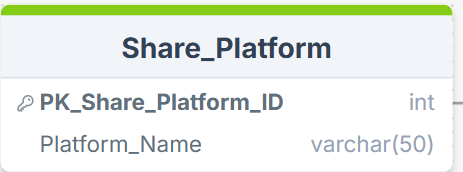 Share_Platform
PK_Share_Platform_ID int
Platform_Name varchar(50)